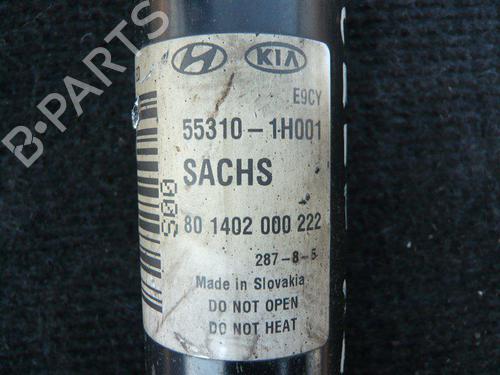 KIA
E9CY
55310-1H001
SACHS
80 1402 000 222
287-8-5
Made in Slovakia
DO NOT OPEN
DO NOT HEAT
S00
B-PARTS